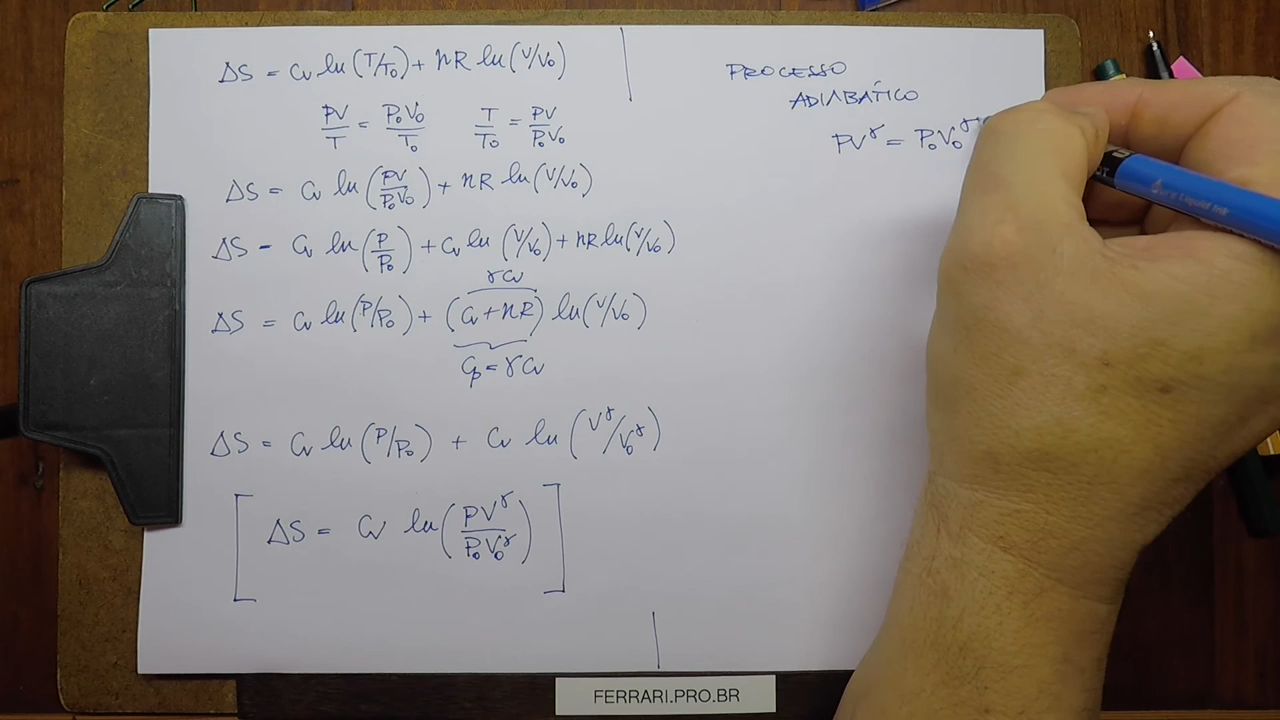 ΔS = Cv ln(T/T₀) + nR ln(V/V₀)
PV/T = P₀V₀/T₀ T/T₀ = PV/P₀V₀
ΔS = Cv ln(PV/P₀V₀) + nR ln(V/V₀)
ΔS = Cv ln(P/P₀) + Cv ln(V/V₀) + nR ln(V/V₀)
γCv
ΔS = Cv ln(P/P₀) + (Cv + nR) ln(V/V₀)
Cp = γCv
ΔS = Cv ln(P/P₀) + Cv ln(V^γ/V₀^γ)
[ΔS = Cv ln(PV^γ/P₀V₀^γ)]
PROCESSO
ADIABÁTICO
PV^γ = P₀V₀^γ
FERRARI.PRO.BR